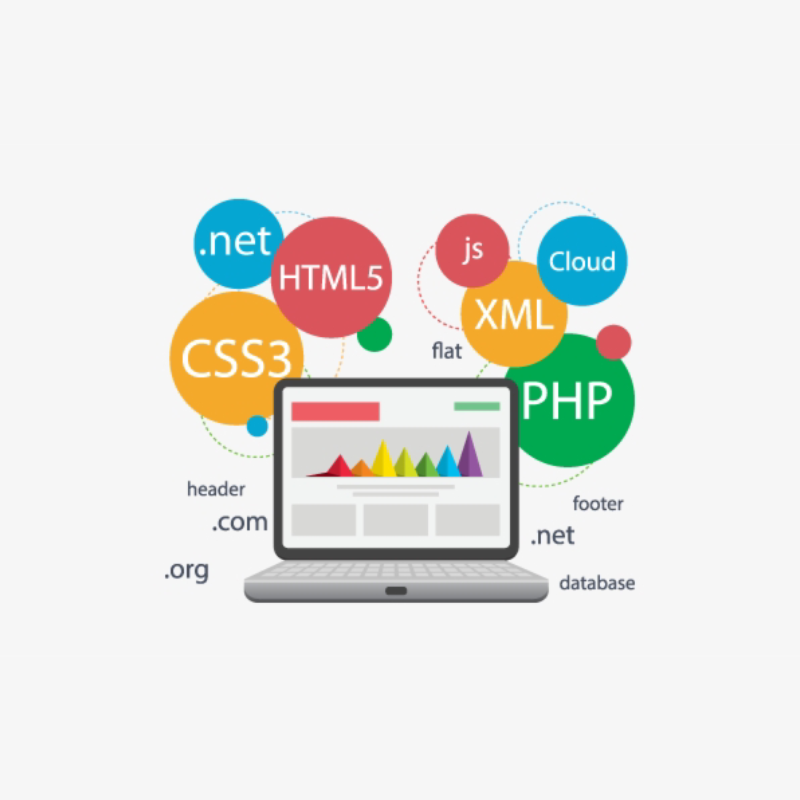 .net
HTML5
js
Cloud
XML
CSS3
flat
PHP
header
footer
.com
.net
.org
database